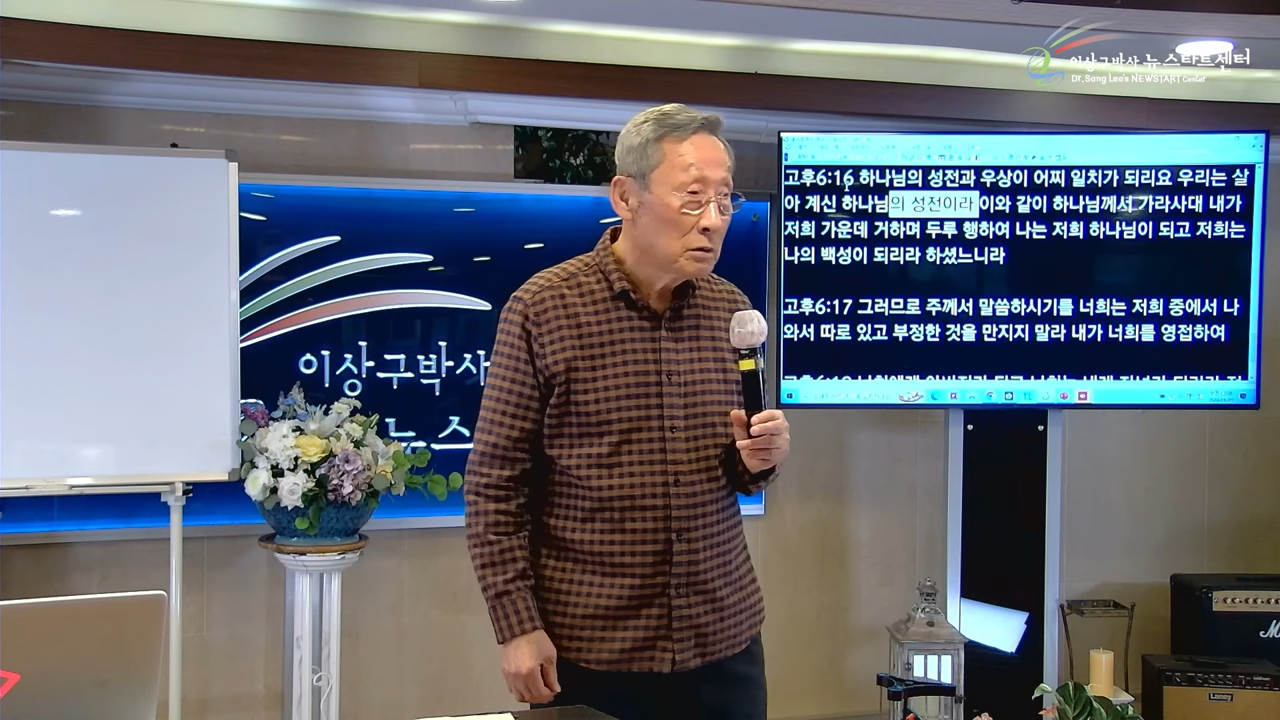 이상구박사 뉴스타트센터
Dr. Sang Lee's NEWSTART Center
고후6:16 하나님의 성전과 우상이 어찌 일치가 되리요 우리는 살
아 계신 하나님의 성전이라 이와 같이 하나님께서 가라사대 내가
저희 가운데 거하며 두루 행하여 나는 저희 하나님이 되고 저희는
나의 백성이 되리라 하셨느니라
고후6:17 그러므로 주께서 말씀하시기를 너희는 저희 중에서 나
와서 따로 있고 부정한 것을 만지지 말라 내가 너희를 영접하여
이상구박사
뉴스
Laney